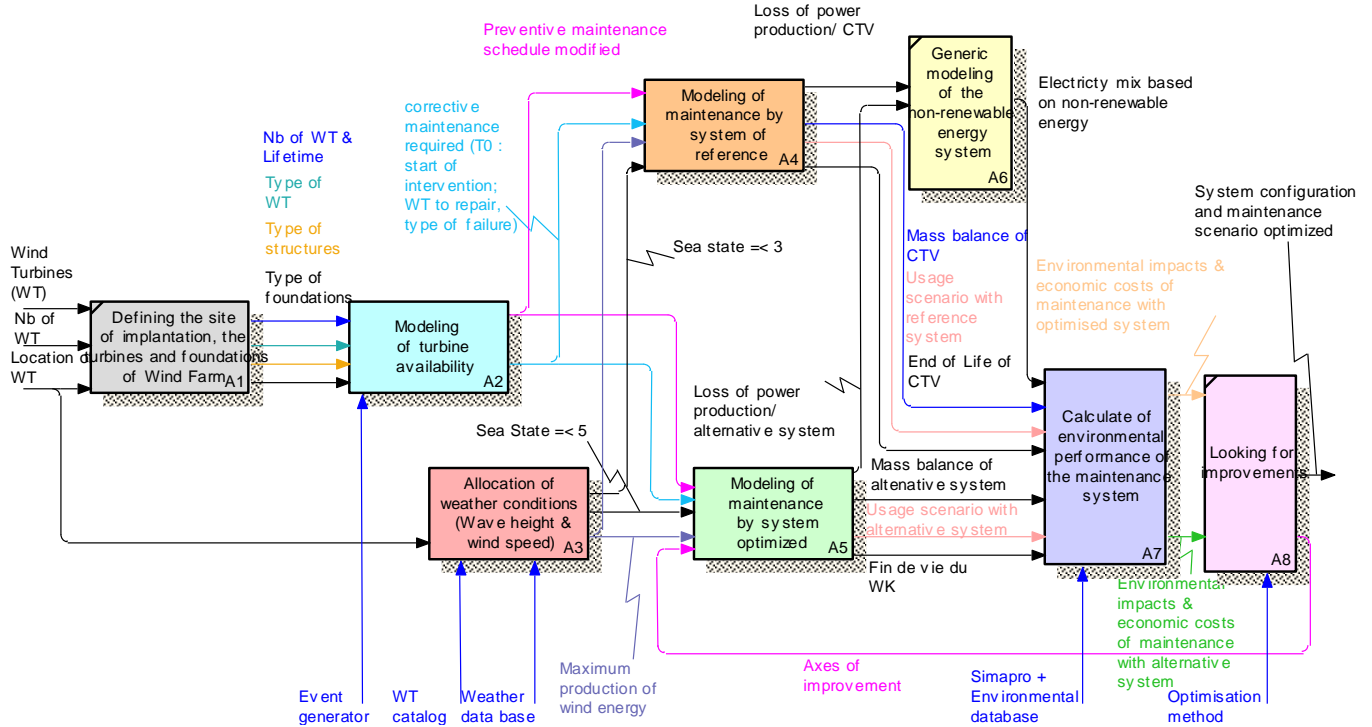 Loss of power
production/ CTV
Preventive maintenance
schedule modified
Generic
modeling
of the
non-renewable
energy
system
A6
Electricty mix based
on non-renewable
energy
Modeling of
maintenance by
system of
reference
A4
corrective
maintenance
required (T0 :
start of
intervention;
WT to repair,
type of failure)
Nb of WT &
Lifetime
Type of
WT
Type of
structures
Type of
foundations
System configuration
and maintenance
scenario optimized
Sea state =< 3
Mass balance of
CTV
Usage
scenario with
reference
system
End of Life of
CTV
Environmental impacts &
economic costs of
maintenance with
optimised system
Wind
Turbines
(WT)
Nb of
WT
Location of
WT
Defining the site
of implantation, the
turbines and foundations
of Wind Farm
A1
Modeling
of turbine
availability
A2
Loss of power
production/
alternative system
Sea State =< 5
Calculate of
environmental
performance of
the maintenance
system
A7
Looking for
improvements
A8
Allocation of
weather conditions
(Wave height &
wind speed)
A3
Modeling of
maintenance
by system
optimized
A5
Mass balance of
altenative system
Usage scenario with
alternative system
Fin de vie du
WK
Environmental
impacts &
economic costs
of maintenance
with alternative
system
Axes of
improvement
Maximum
production of
wind energy
Event
generator
WT
catalog
Weather
data base
Simapro +
Environmental
database
Optimisation
method